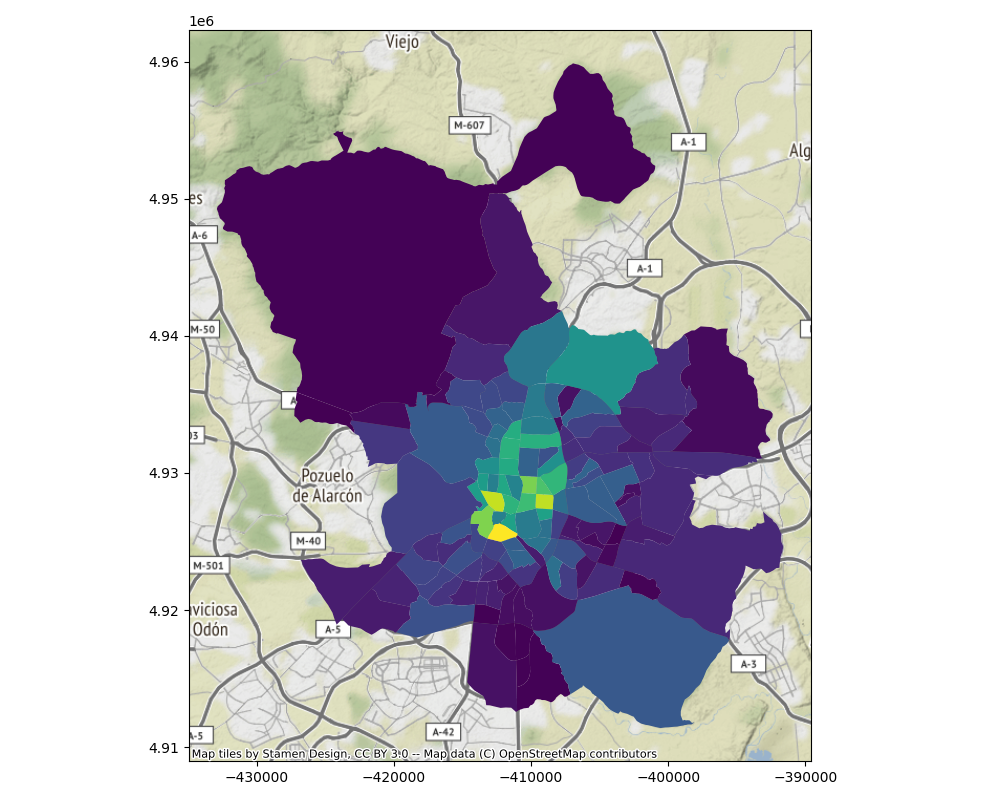 1e6
Viejo
4.96
M-607
A-1
Alg
4.95
es
A-6
A-1
4.94
M-50
A
03
4.93
Pozuelo
de Alarcón
M-40
M-501
4.92
wiciosa
Odón
A-5
A-3
A-42
A-5
4.91
Map tiles by Stamen Design, CC BY 3.0 -- Map data (C) OpenStreetMap contributors
−430000 −420000 −410000 −400000 −390000